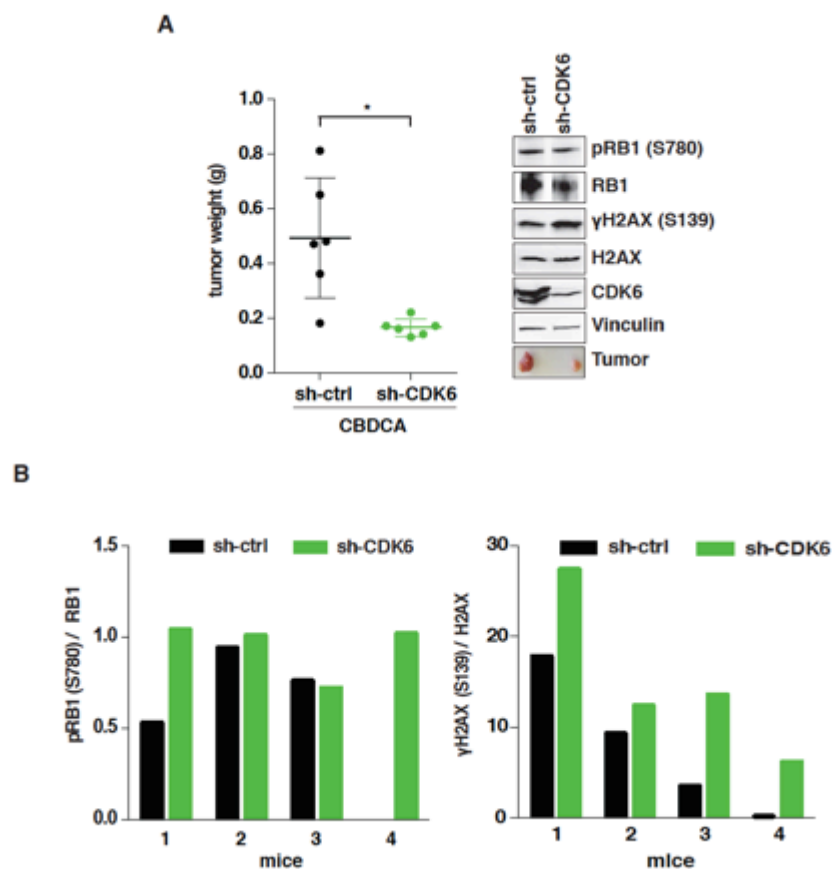 A
1.0
0.8
0.6
0.4
0.2
0.0
tumor weight (g)
*
sh-ctrl sh-CDK6
CBDCA
sh-ctrl
sh-CDK6
pRB1 (S780)
RB1
γH2AX (S139)
H2AX
CDK6
Vinculin
Tumor
B
sh-ctrl sh-CDK6
1.5
1.0
0.5
0.0
pRB1 (S780) / RB1
1 2 3 4
mice
sh-ctrl sh-CDK6
30
20
10
0
γH2AX (S139) / H2AX
1 2 3 4
mice